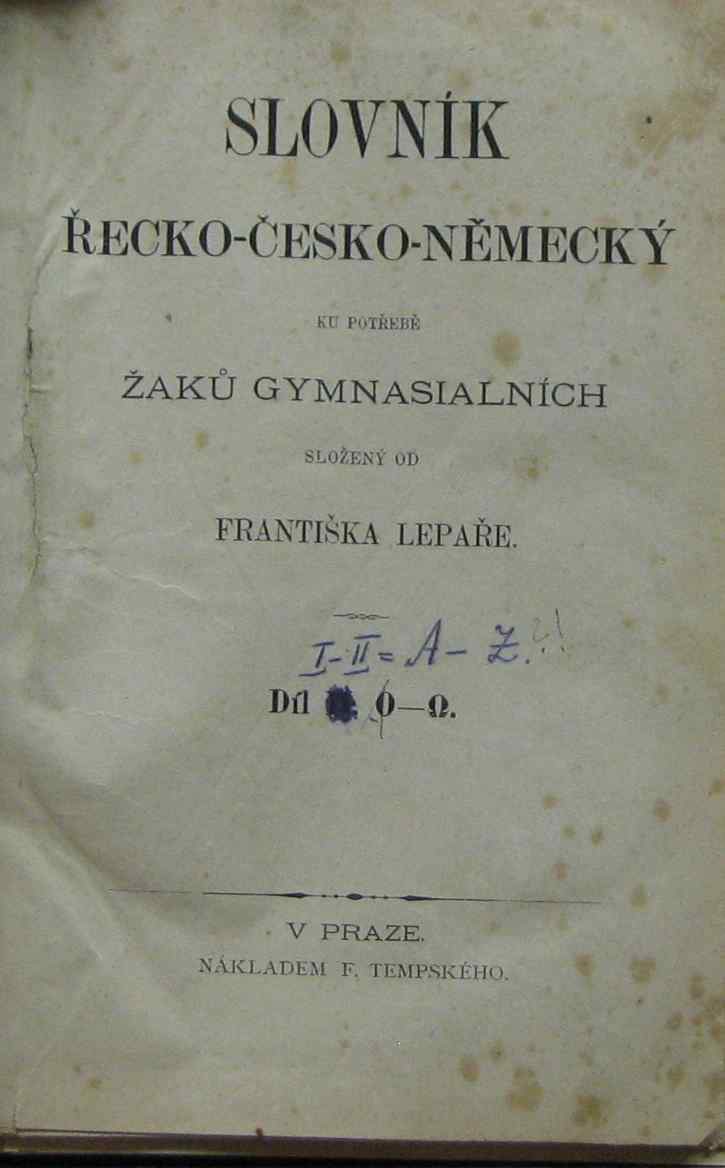 SLOVNÍK
ŘECKO-ČESKO-NĚMECKÝ
KU POTŘEBĚ
ŽAKŮ GYMNASIALNÍCH
SLOŽENÝ OD
FRANTIŠKA LEPAŘE.
I-II = A - Z.?!
Díl O—Ω.
V PRAZE.
NÁKLADEM F. TEMPSKÉHO.